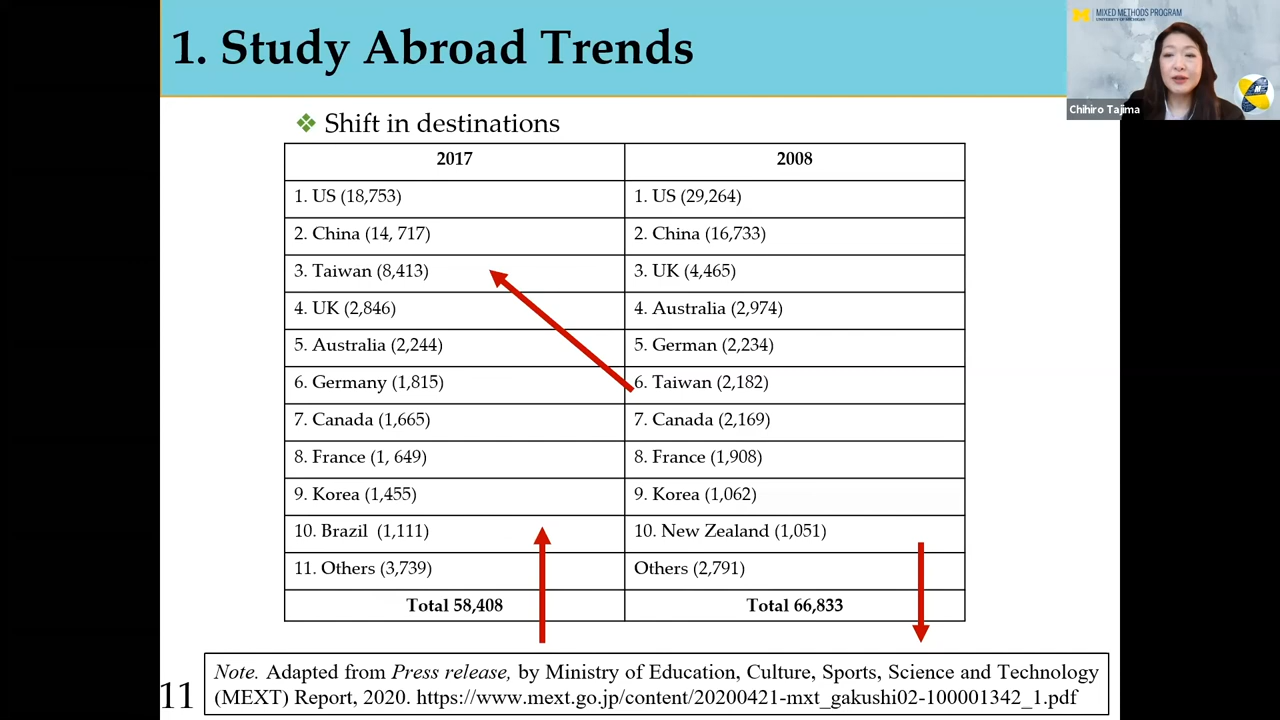 1. Study Abroad Trends
MIXED METHODS PROGRAM
UNIVERSITY OF MICHIGAN
Chihiro Tajima
❖ Shift in destinations
2017 2008
1. US (18,753) 1. US (29,264)
2. China (14, 717) 2. China (16,733)
3. Taiwan (8,413) 3. UK (4,465)
4. UK (2,846) 4. Australia (2,974)
5. Australia (2,244) 5. German (2,234)
6. Germany (1,815) 6. Taiwan (2,182)
7. Canada (1,665) 7. Canada (2,169)
8. France (1, 649) 8. France (1,908)
9. Korea (1,455) 9. Korea (1,062)
10. Brazil  (1,111) 10. New Zealand (1,051)
11. Others (3,739) Others (2,791)
Total 58,408 Total 66,833
Note. Adapted from Press release, by Ministry of Education, Culture, Sports, Science and Technology
(MEXT) Report, 2020. https://www.mext.go.jp/content/20200421-mxt_gakushi02-100001342_1.pdf
11